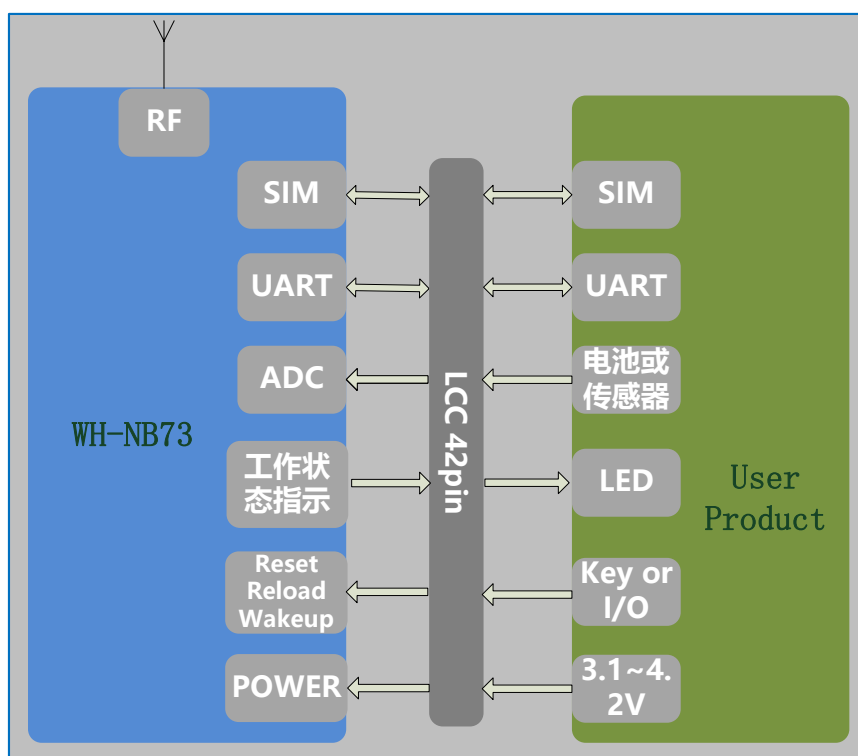 RF
SIM
UART
ADC
工作状
态指示
Reset
Reload
Wakeup
POWER
WH-NB73
LCC 42pin
SIM
UART
电池或
传感器
LED
Key or
I/O
3.1~4.
2V
User
Product